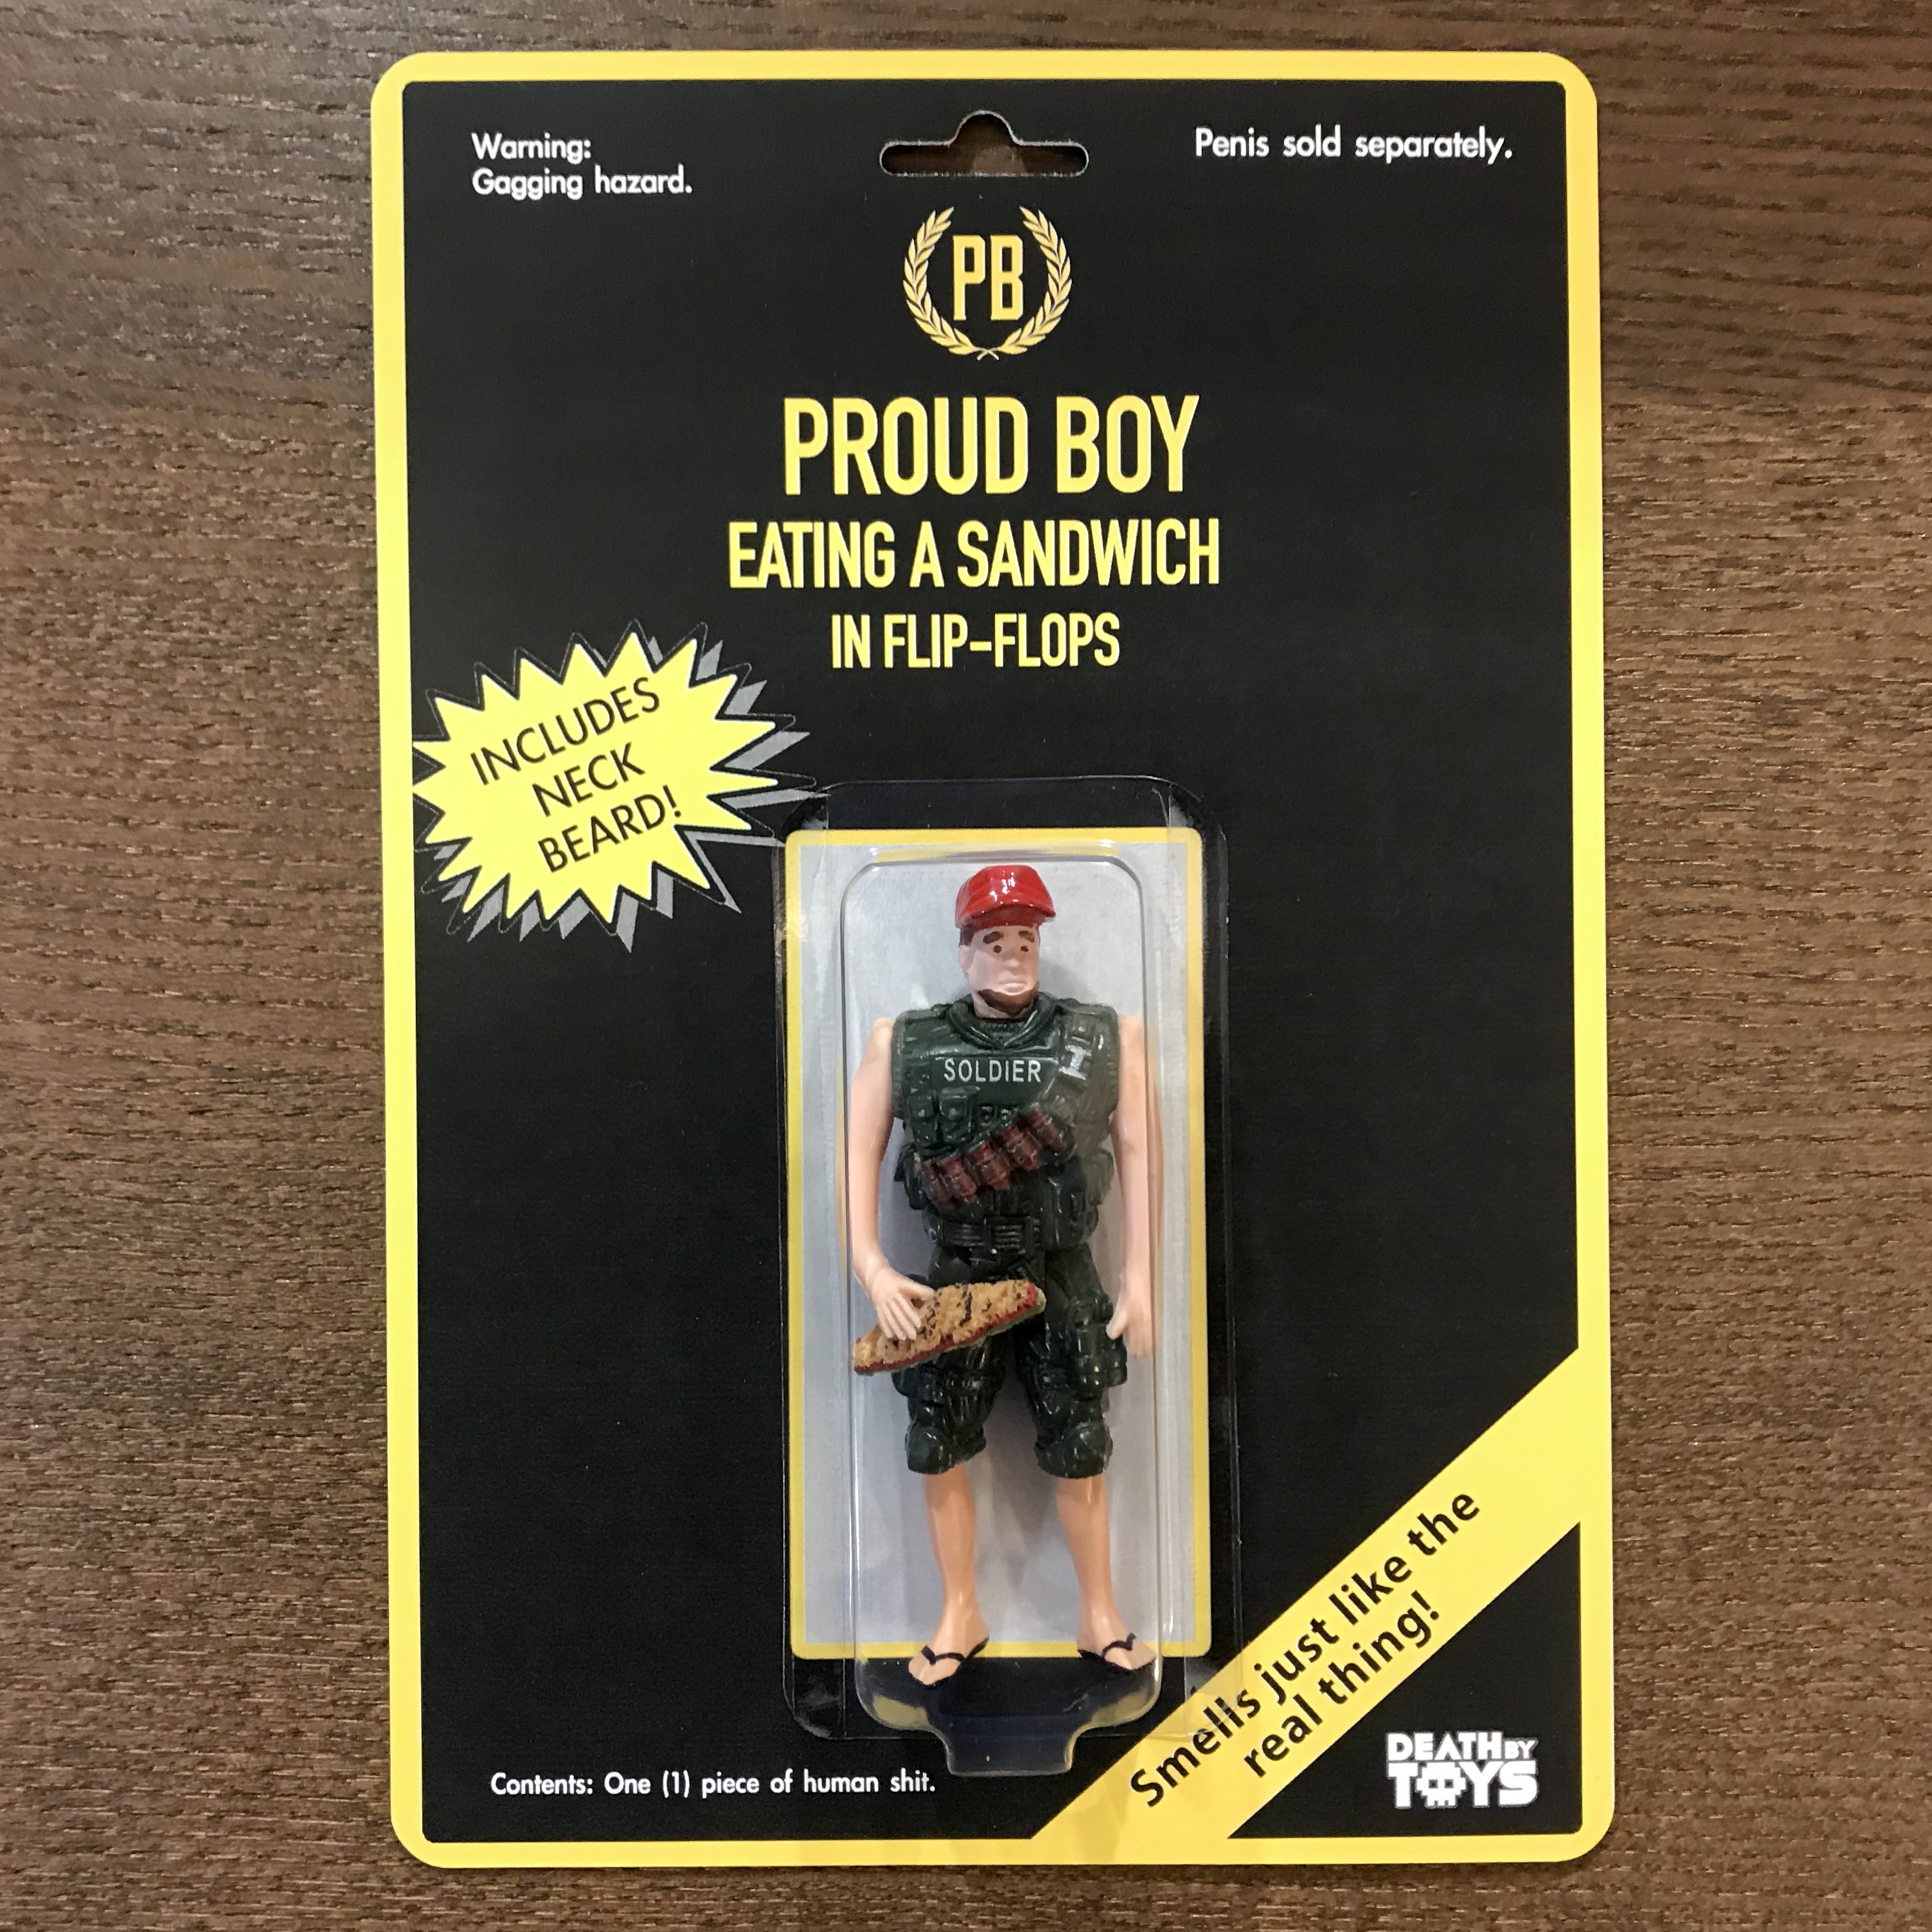 Warning:
Gagging hazard.
Penis sold separately.
PB
PROUD BOY
EATING A SANDWICH
IN FLIP-FLOPS
INCLUDES
NECK
BEARD!
SOLDIER
Smells just like the
real thing!
Contents: One (1) piece of human shit.
DEATH BY
TOYS